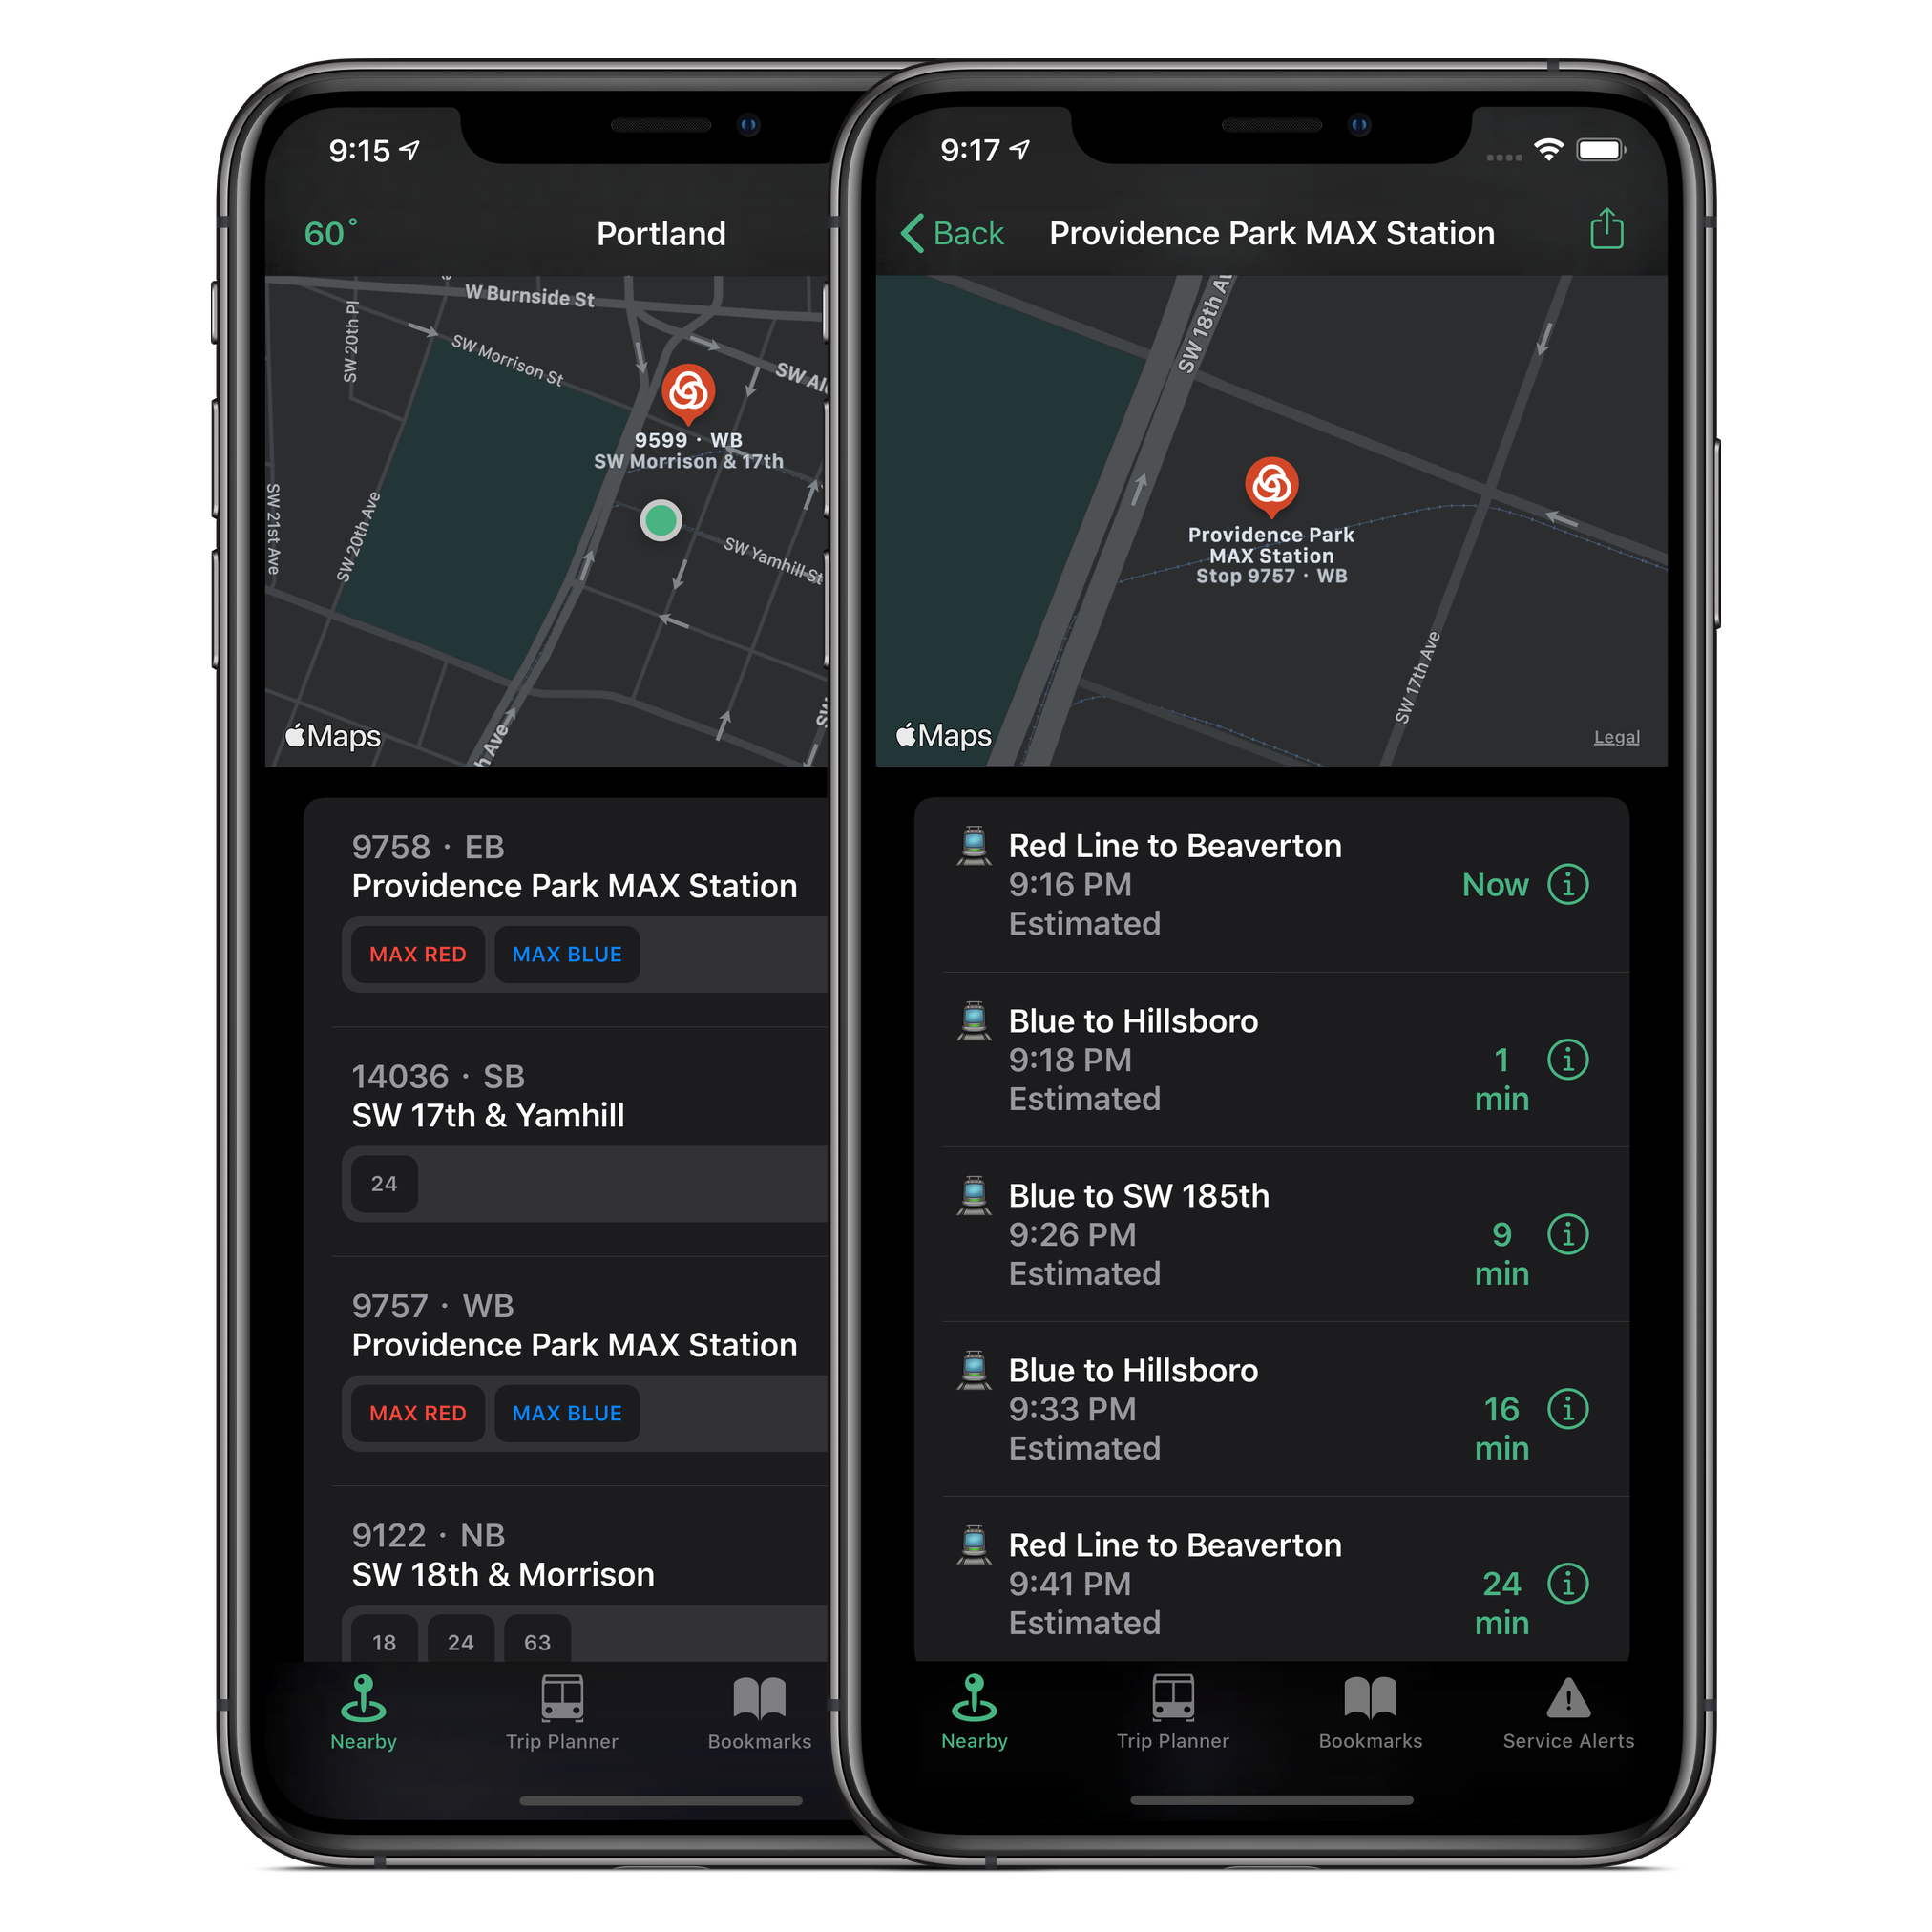 9:15
60°
Portland
W Burnside St
SW 20th Pl
SW Morrison St
9599 · WB
SW Morrison & 17th
SW 21st Ave
SW 20th Ave
SW Yamhill St
Ave
Maps
9758 · EB
Providence Park MAX Station
MAX RED MAX BLUE
14036 · SB
SW 17th & Yamhill
24
9757 · WB
Providence Park MAX Station
MAX RED MAX BLUE
9122 · NB
SW 18th & Morrison
18 24 63
Nearby Trip Planner Bookmarks
9:17
Back Providence Park MAX Station
SW 18th
Providence Park
MAX Station
Stop 9757 · WB
SW 17th Ave
Maps
Legal
Red Line to Beaverton
9:16 PM
Now
Estimated
Blue to Hillsboro
9:18 PM
1
Estimated
min
Blue to SW 185th
9:26 PM
9
Estimated
min
Blue to Hillsboro
9:33 PM
16
Estimated
min
Red Line to Beaverton
9:41 PM
24
Estimated
min
Nearby Trip Planner Bookmarks Service Alerts